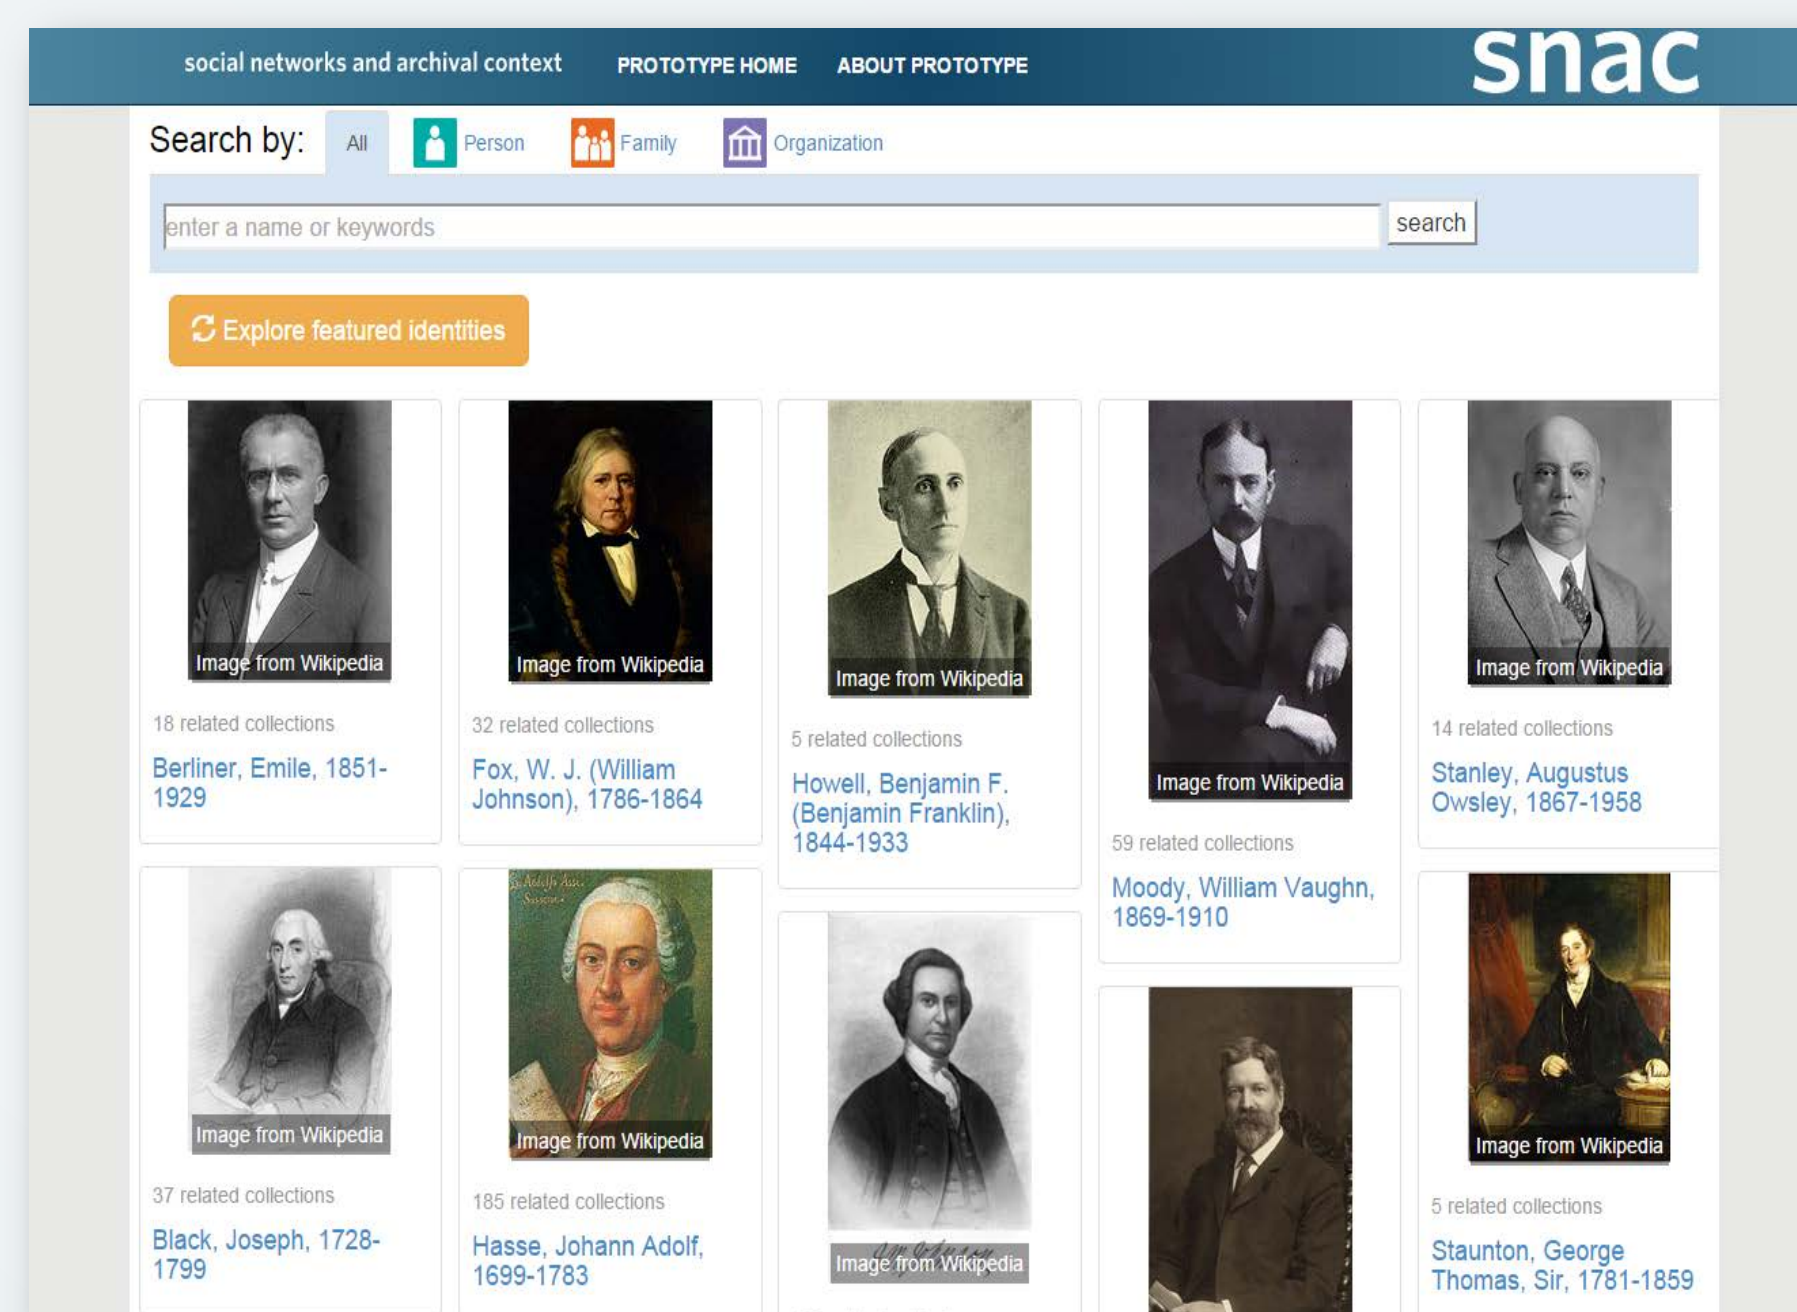 social networks and archival context
PROTOTYPE HOME
ABOUT PROTOTYPE
snac
Search by:
All
Person
Family
Organization
enter a name or keywords
search
Explore featured identities
Image from Wikipedia
18 related collections
Berliner, Emile, 1851-
1929
Image from Wikipedia
32 related collections
Fox, W. J. (William
Johnson), 1786-1864
Image from Wikipedia
5 related collections
Howell, Benjamin F.
(Benjamin Franklin),
1844-1933
Image from Wikipedia
59 related collections
Moody, William Vaughn,
1869-1910
Image from Wikipedia
14 related collections
Stanley, Augustus
Owsley, 1867-1958
Image from Wikipedia
37 related collections
Black, Joseph, 1728-
1799
Image from Wikipedia
185 related collections
Hasse, Johann Adolf,
1699-1783
Image from Wikipedia
Image from Wikipedia
5 related collections
Staunton, George
Thomas, Sir, 1781-1859